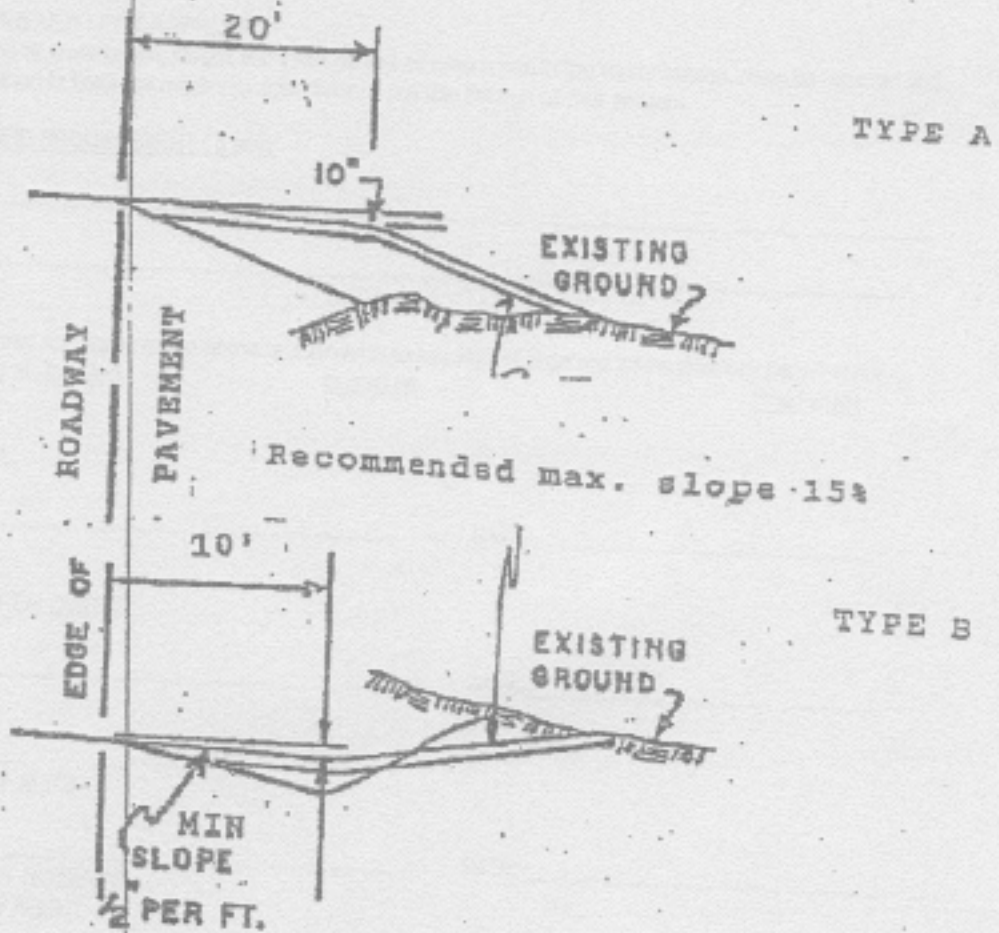 20'
TYPE A
10"
EXISTING
GROUND
EDGE OF ROADWAY
PAVEMENT
Recommended max. slope 15%
10'
TYPE B
EXISTING
GROUND
MIN
SLOPE
1/2" PER FT.